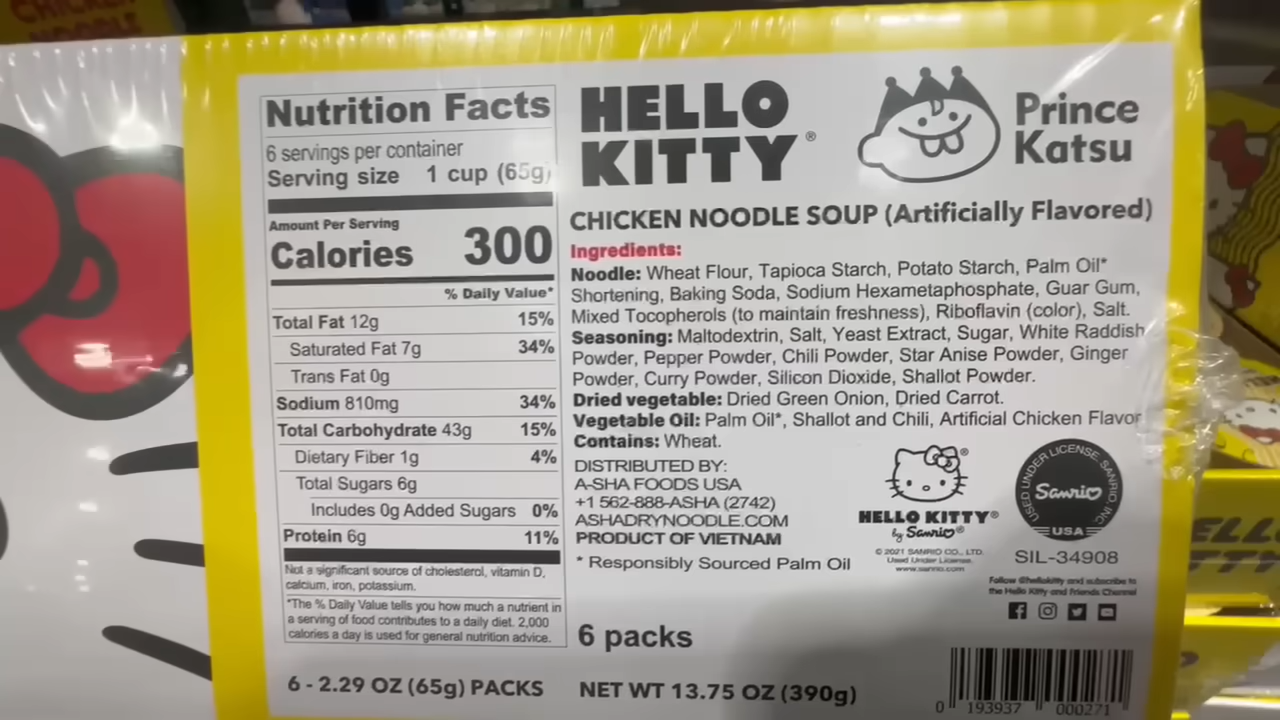 CHICKEN
NOODLE
Nutrition Facts
6 servings per container
Serving size 1 cup (65g)
Amount Per Serving
Calories 300
% Daily Value*
Total Fat 12g 15%
Saturated Fat 7g 34%
Trans Fat 0g
Sodium 810mg 34%
Total Carbohydrate 43g 15%
Dietary Fiber 1g 4%
Total Sugars 6g
Includes 0g Added Sugars 0%
Protein 6g 11%
Not a significant source of cholesterol, vitamin D,
calcium, iron, potassium.
*The % Daily Value tells you how much a nutrient in
a serving of food contributes to a daily diet. 2,000
calories a day is used for general nutrition advice.
6 - 2.29 OZ (65g) PACKS
HELLO
KITTY®
Prince
Katsu
CHICKEN NOODLE SOUP (Artificially Flavored)
Ingredients:
Noodle: Wheat Flour, Tapioca Starch, Potato Starch, Palm Oil*
Shortening, Baking Soda, Sodium Hexametaphosphate, Guar Gum,
Mixed Tocopherols (to maintain freshness), Riboflavin (color), Salt.
Seasoning: Maltodextrin, Salt, Yeast Extract, Sugar, White Raddish
Powder, Pepper Powder, Chili Powder, Star Anise Powder, Ginger
Powder, Curry Powder, Silicon Dioxide, Shallot Powder.
Dried vegetable: Dried Green Onion, Dried Carrot.
Vegetable Oil: Palm Oil*, Shallot and Chili, Artificial Chicken Flavor
Contains: Wheat.
DISTRIBUTED BY:
A-SHA FOODS USA
+1 562-888-ASHA (2742)
ASHADRYNOODLE.COM
PRODUCT OF VIETNAM
* Responsibly Sourced Palm Oil
6 packs
NET WT 13.75 OZ (390g)
HELLO KITTY®
by Sanrio®
© 2021 SANRIO CO., LTD.
Used Under License.
www.sanrio.com
USED UNDER LICENSE, SANRIO, INC
Sanrio
USA
SIL-34908
Follow @hellokitty and subscribe to
the Hello Kitty and Friends Channel
0 193937 000271
ELLO
TTY